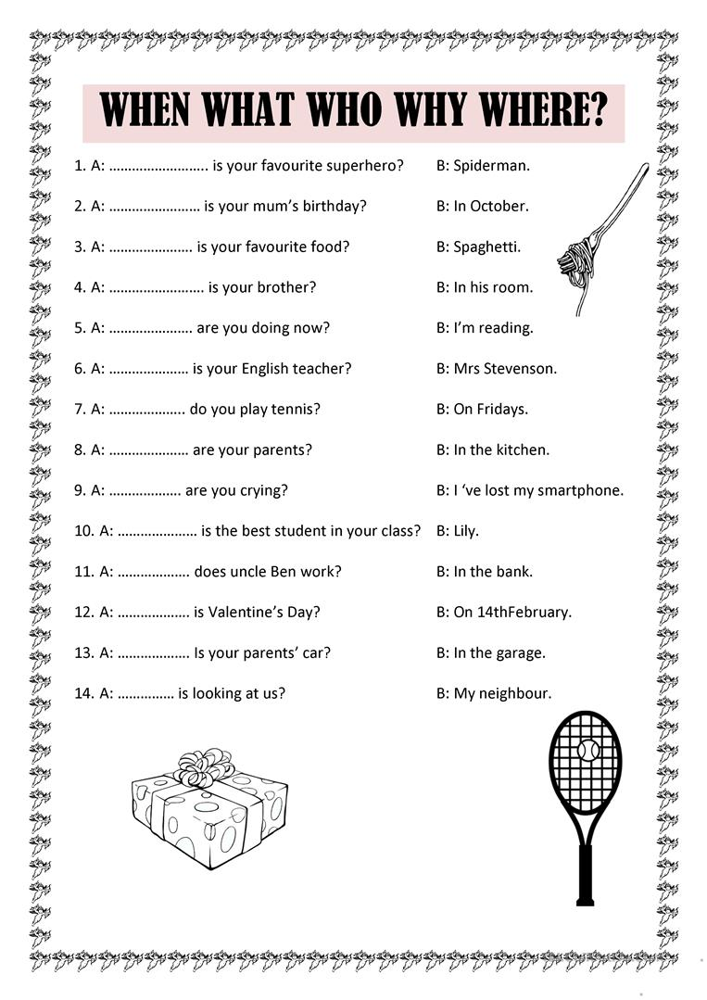 WHEN WHAT WHO WHY WHERE?
1. A: …………………….. is your favourite superhero? B: Spiderman.
2. A: …………………… is your mum’s birthday? B: In October.
3. A: …………………. is your favourite food? B: Spaghetti.
4. A: ……………………. is your brother? B: In his room.
5. A: …………………. are you doing now? B: I’m reading.
6. A: ………………… is your English teacher? B: Mrs Stevenson.
7. A: ……………….. do you play tennis? B: On Fridays.
8. A: ………………… are your parents? B: In the kitchen.
9. A: ………………. are you crying? B: I ‘ve lost my smartphone.
10. A: ………………… is the best student in your class? B: Lily.
11. A: ………………. does uncle Ben work? B: In the bank.
12. A: ………………. is Valentine’s Day? B: On 14thFebruary.
13. A: ………………. Is your parents’ car? B: In the garage.
14. A: …………… is looking at us? B: My neighbour.